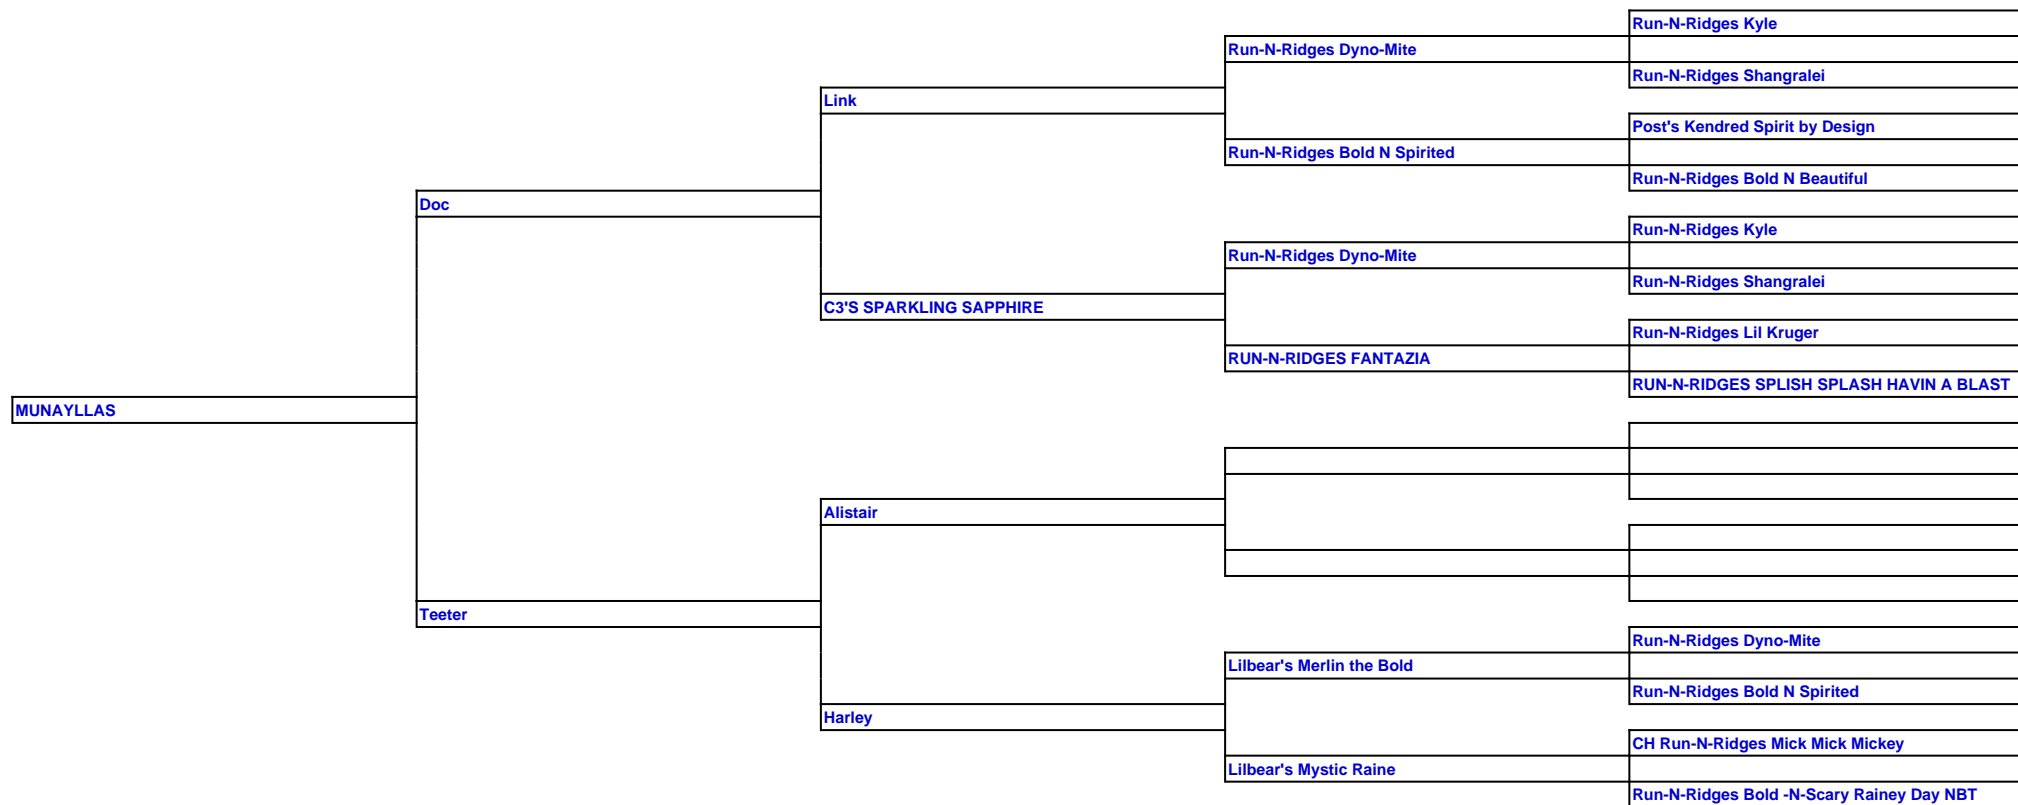 Run-N-Ridges Kyle
Run-N-Ridges Dyno-Mite
Run-N-Ridges Shangralei
Link
Post's Kendred Spirit by Design
Run-N-Ridges Bold N Spirited
Run-N-Ridges Bold N Beautiful
Doc
Run-N-Ridges Kyle
Run-N-Ridges Dyno-Mite
Run-N-Ridges Shangralei
C3'S SPARKLING SAPPHIRE
Run-N-Ridges Lil Kruger
RUN-N-RIDGES FANTAZIA
RUN-N-RIDGES SPLISH SPLASH HAVIN A BLAST
MUNAYLLAS
Alistair
Teeter
Run-N-Ridges Dyno-Mite
Lilbear's Merlin the Bold
Run-N-Ridges Bold N Spirited
Harley
CH Run-N-Ridges Mick Mick Mickey
Lilbear's Mystic Raine
Run-N-Ridges Bold -N-Scary Rainey Day NBT